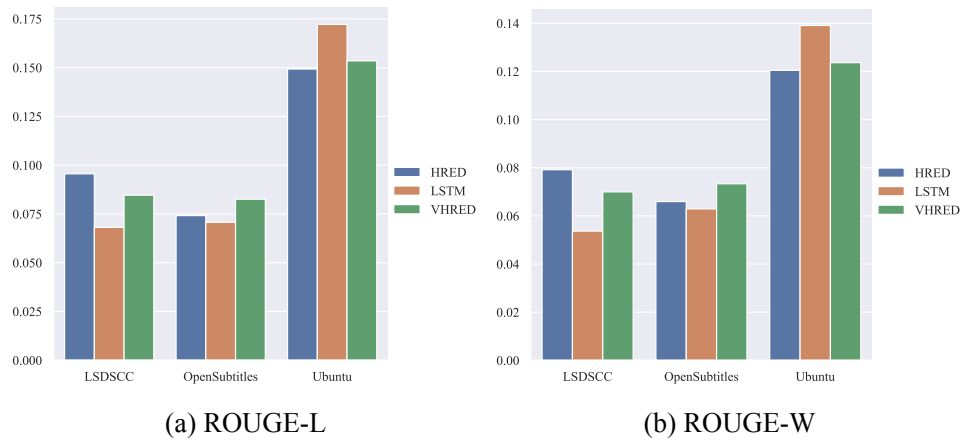 0.175
0.150
0.125
0.100
0.075
0.050
0.025
0.000
LSDSCC OpenSubtitles Ubuntu
HRED
LSTM
VHRED
(a) ROUGE-L
0.14
0.12
0.10
0.08
0.06
0.04
0.02
0.00
LSDSCC OpenSubtitles Ubuntu
HRED
LSTM
VHRED
(b) ROUGE-W